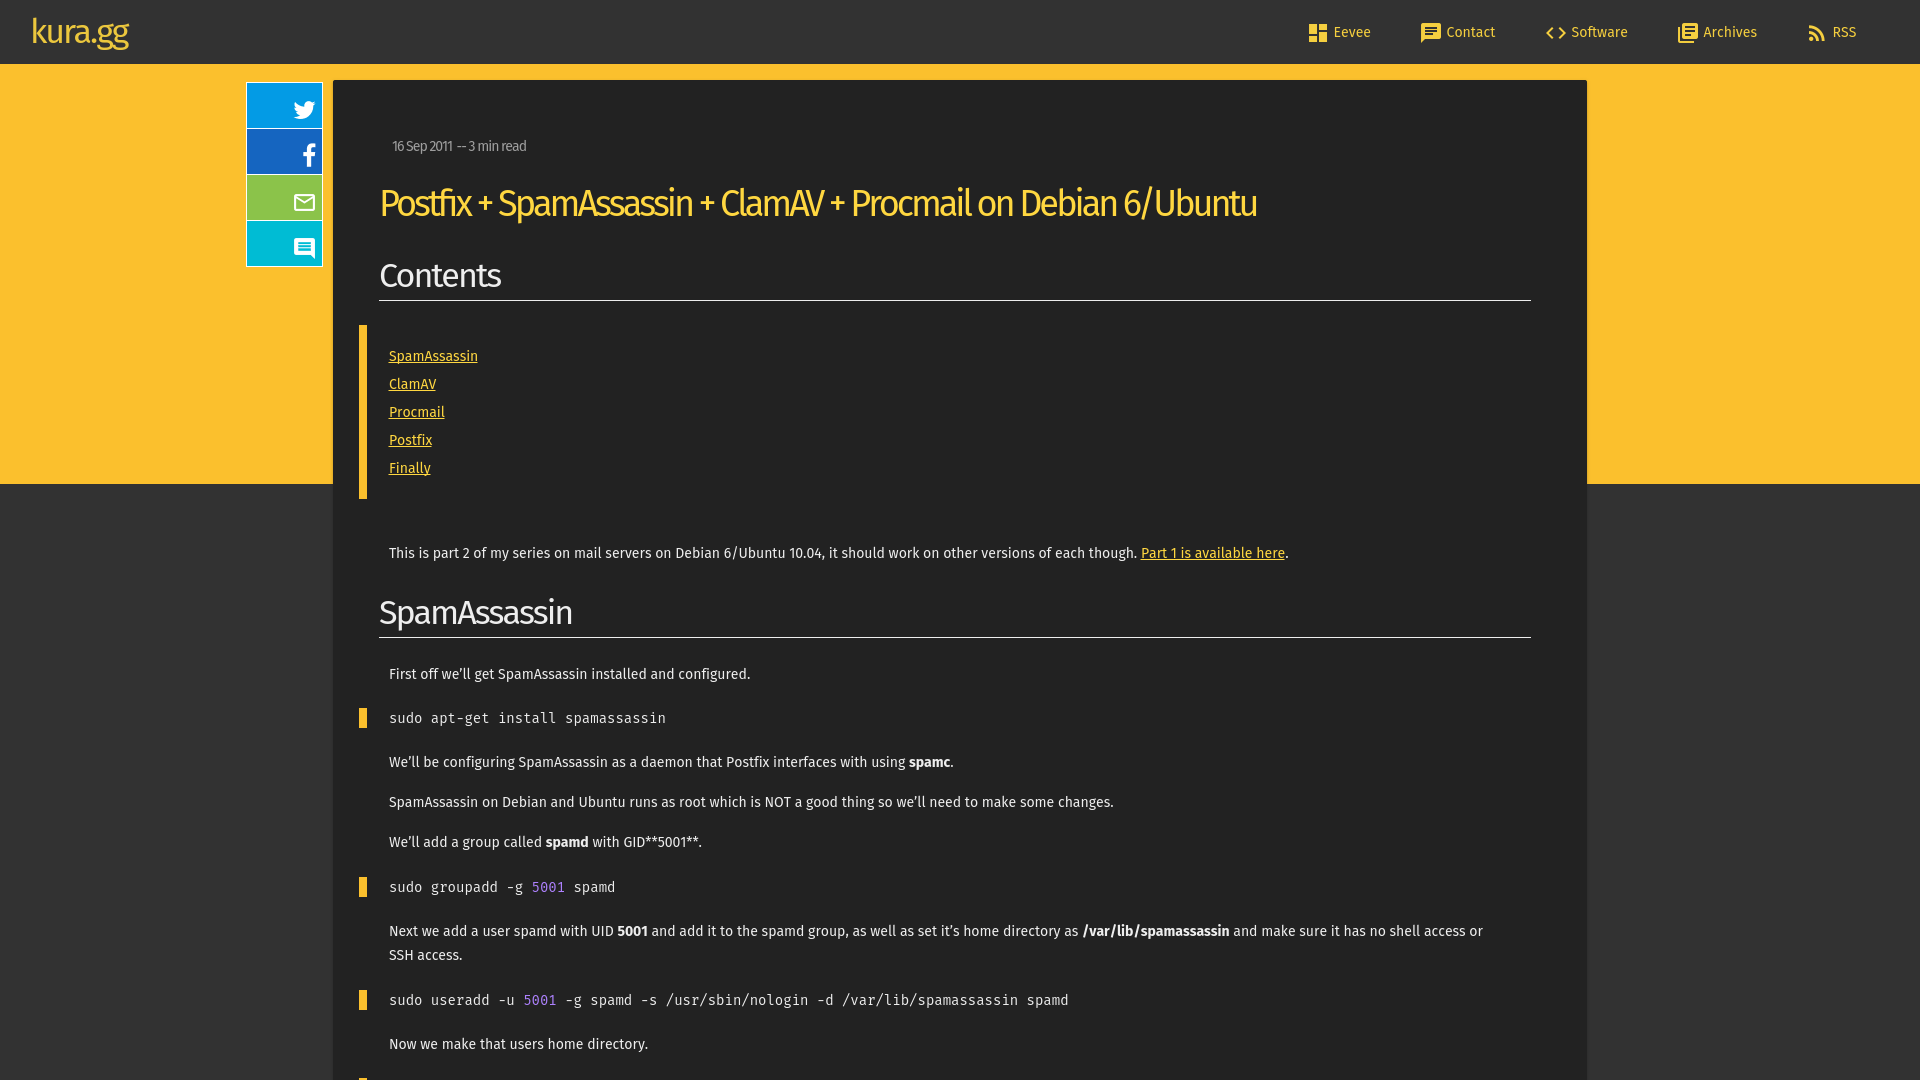 kura.gg
Eevee
Contact
Software
Archives
RSS
16 Sep 2011 -- 3 min read
Postfix + SpamAssassin + ClamAV + Procmail on Debian 6/Ubuntu
Contents
SpamAssassin
ClamAV
Procmail
Postfix
Finally
This is part 2 of my series on mail servers on Debian 6/Ubuntu 10.04, it should work on other versions of each though. Part 1 is available here.
SpamAssassin
First off we’ll get SpamAssassin installed and configured.
sudo apt-get install spamassassin
We’ll be configuring SpamAssassin as a daemon that Postfix interfaces with using spamc.
SpamAssassin on Debian and Ubuntu runs as root which is NOT a good thing so we’ll need to make some changes.
We’ll add a group called spamd with GID**5001**.
sudo groupadd -g 5001 spamd
Next we add a user spamd with UID 5001 and add it to the spamd group, as well as set it’s home directory as /var/lib/spamassassin and make sure it has no shell access or
SSH access.
sudo useradd -u 5001 -g spamd -s /usr/sbin/nologin -d /var/lib/spamassassin spamd
Now we make that users home directory.